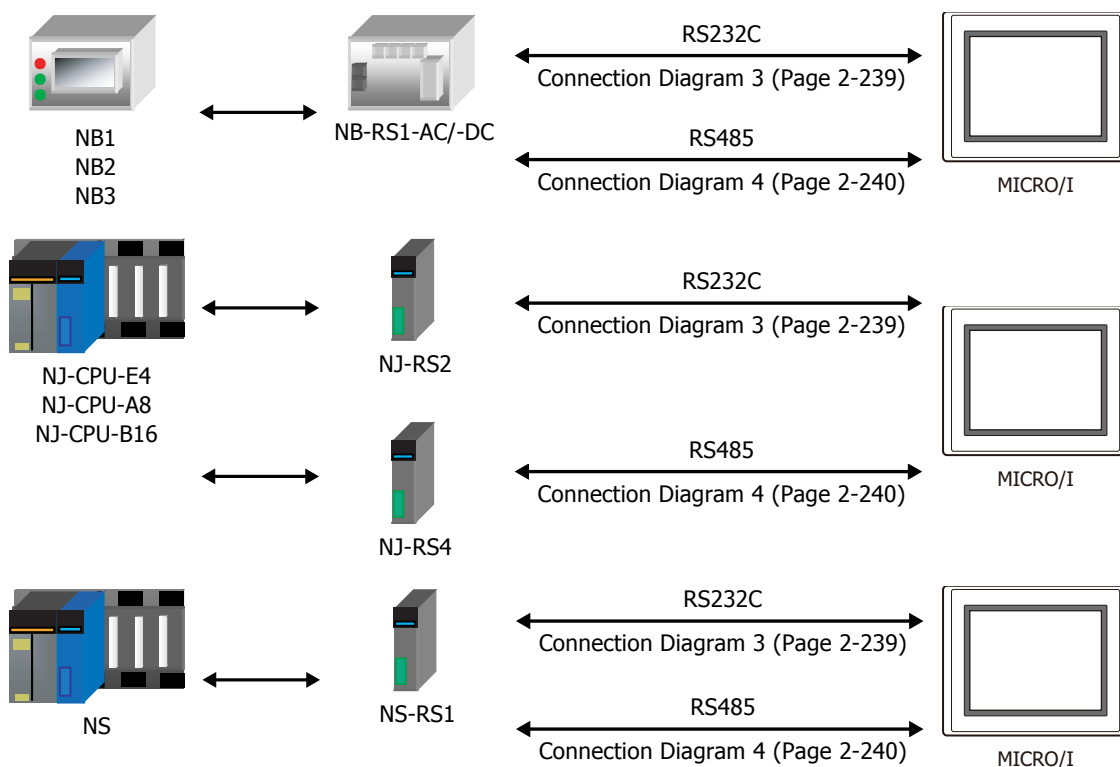 RS232C
Connection Diagram 3 (Page 2-239)
NB1
NB2
NB3
NB-RS1-AC/-DC
RS485
Connection Diagram 4 (Page 2-240)
MICRO/I
RS232C
Connection Diagram 3 (Page 2-239)
NJ-CPU-E4
NJ-CPU-A8
NJ-CPU-B16
NJ-RS2
RS485
Connection Diagram 4 (Page 2-240)
MICRO/I
NJ-RS4
RS232C
Connection Diagram 3 (Page 2-239)
NS
NS-RS1
RS485
Connection Diagram 4 (Page 2-240)
MICRO/I